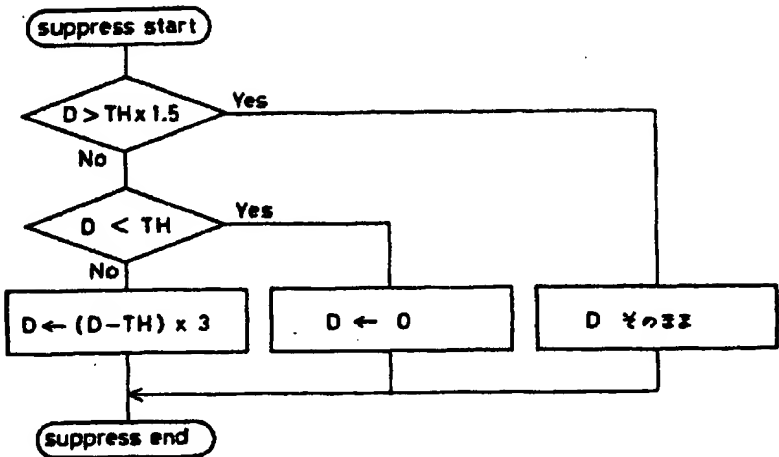 suppress start
D > TH x 1.5
Yes
No
D < TH
Yes
No
D ← (D-TH) x 3
D ← 0
D そのまま
suppress end